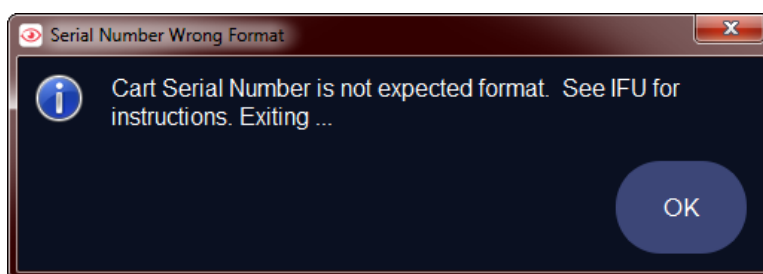 Serial Number Wrong Format
Cart Serial Number is not expected format.  See IFU for
instructions. Exiting ...
OK